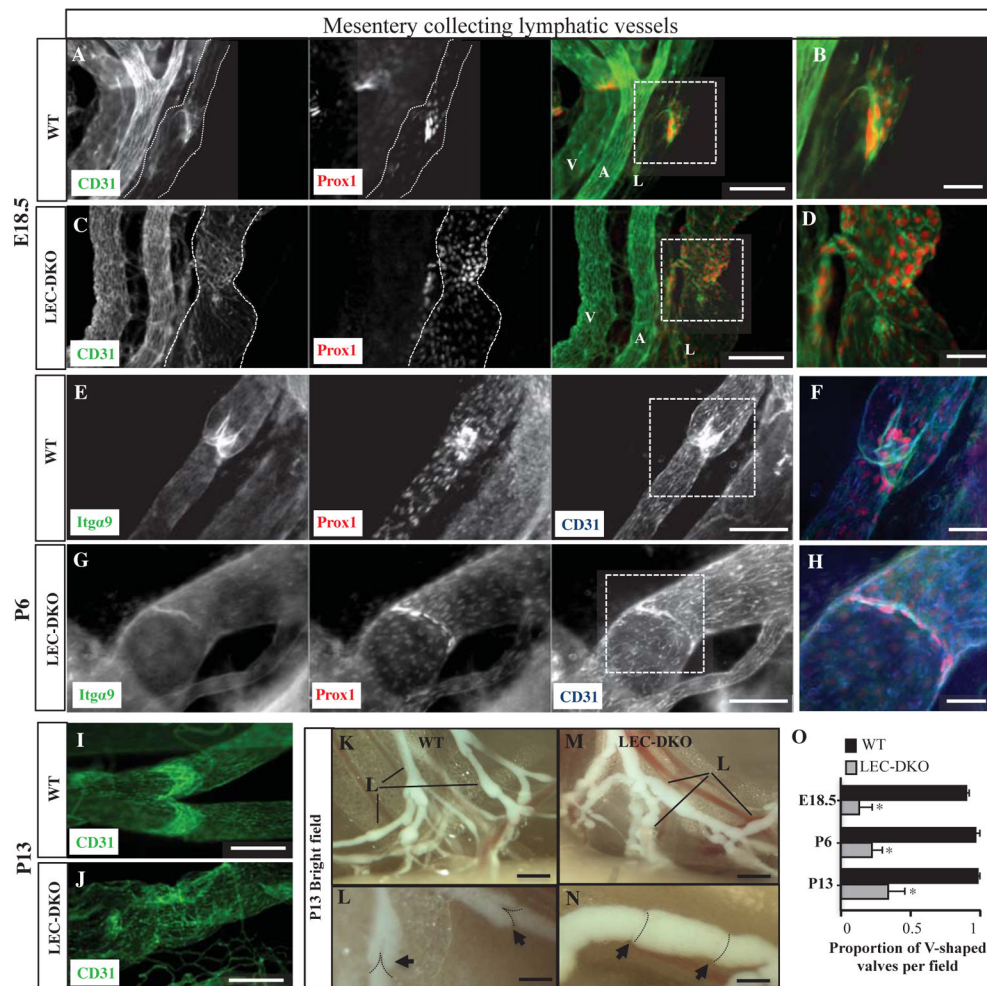 Mesentery collecting lymphatic vessels
E18.5
WT
A
CD31
Prox1
V
A
L
B
LEC-DKO
C
CD31
Prox1
V
A
L
D
P6
WT
E
Itgα9
Prox1
CD31
F
LEC-DKO
G
Itgα9
Prox1
CD31
H
P13
WT
I
CD31
LEC-DKO
J
CD31
P13 Bright field
K
WT
L
M
LEC-DKO
L
L
N
O
WT
LEC-DKO
E18.5
*
P6
*
P13
*
0
0.5
1
Proportion of V-shaped
valves per field